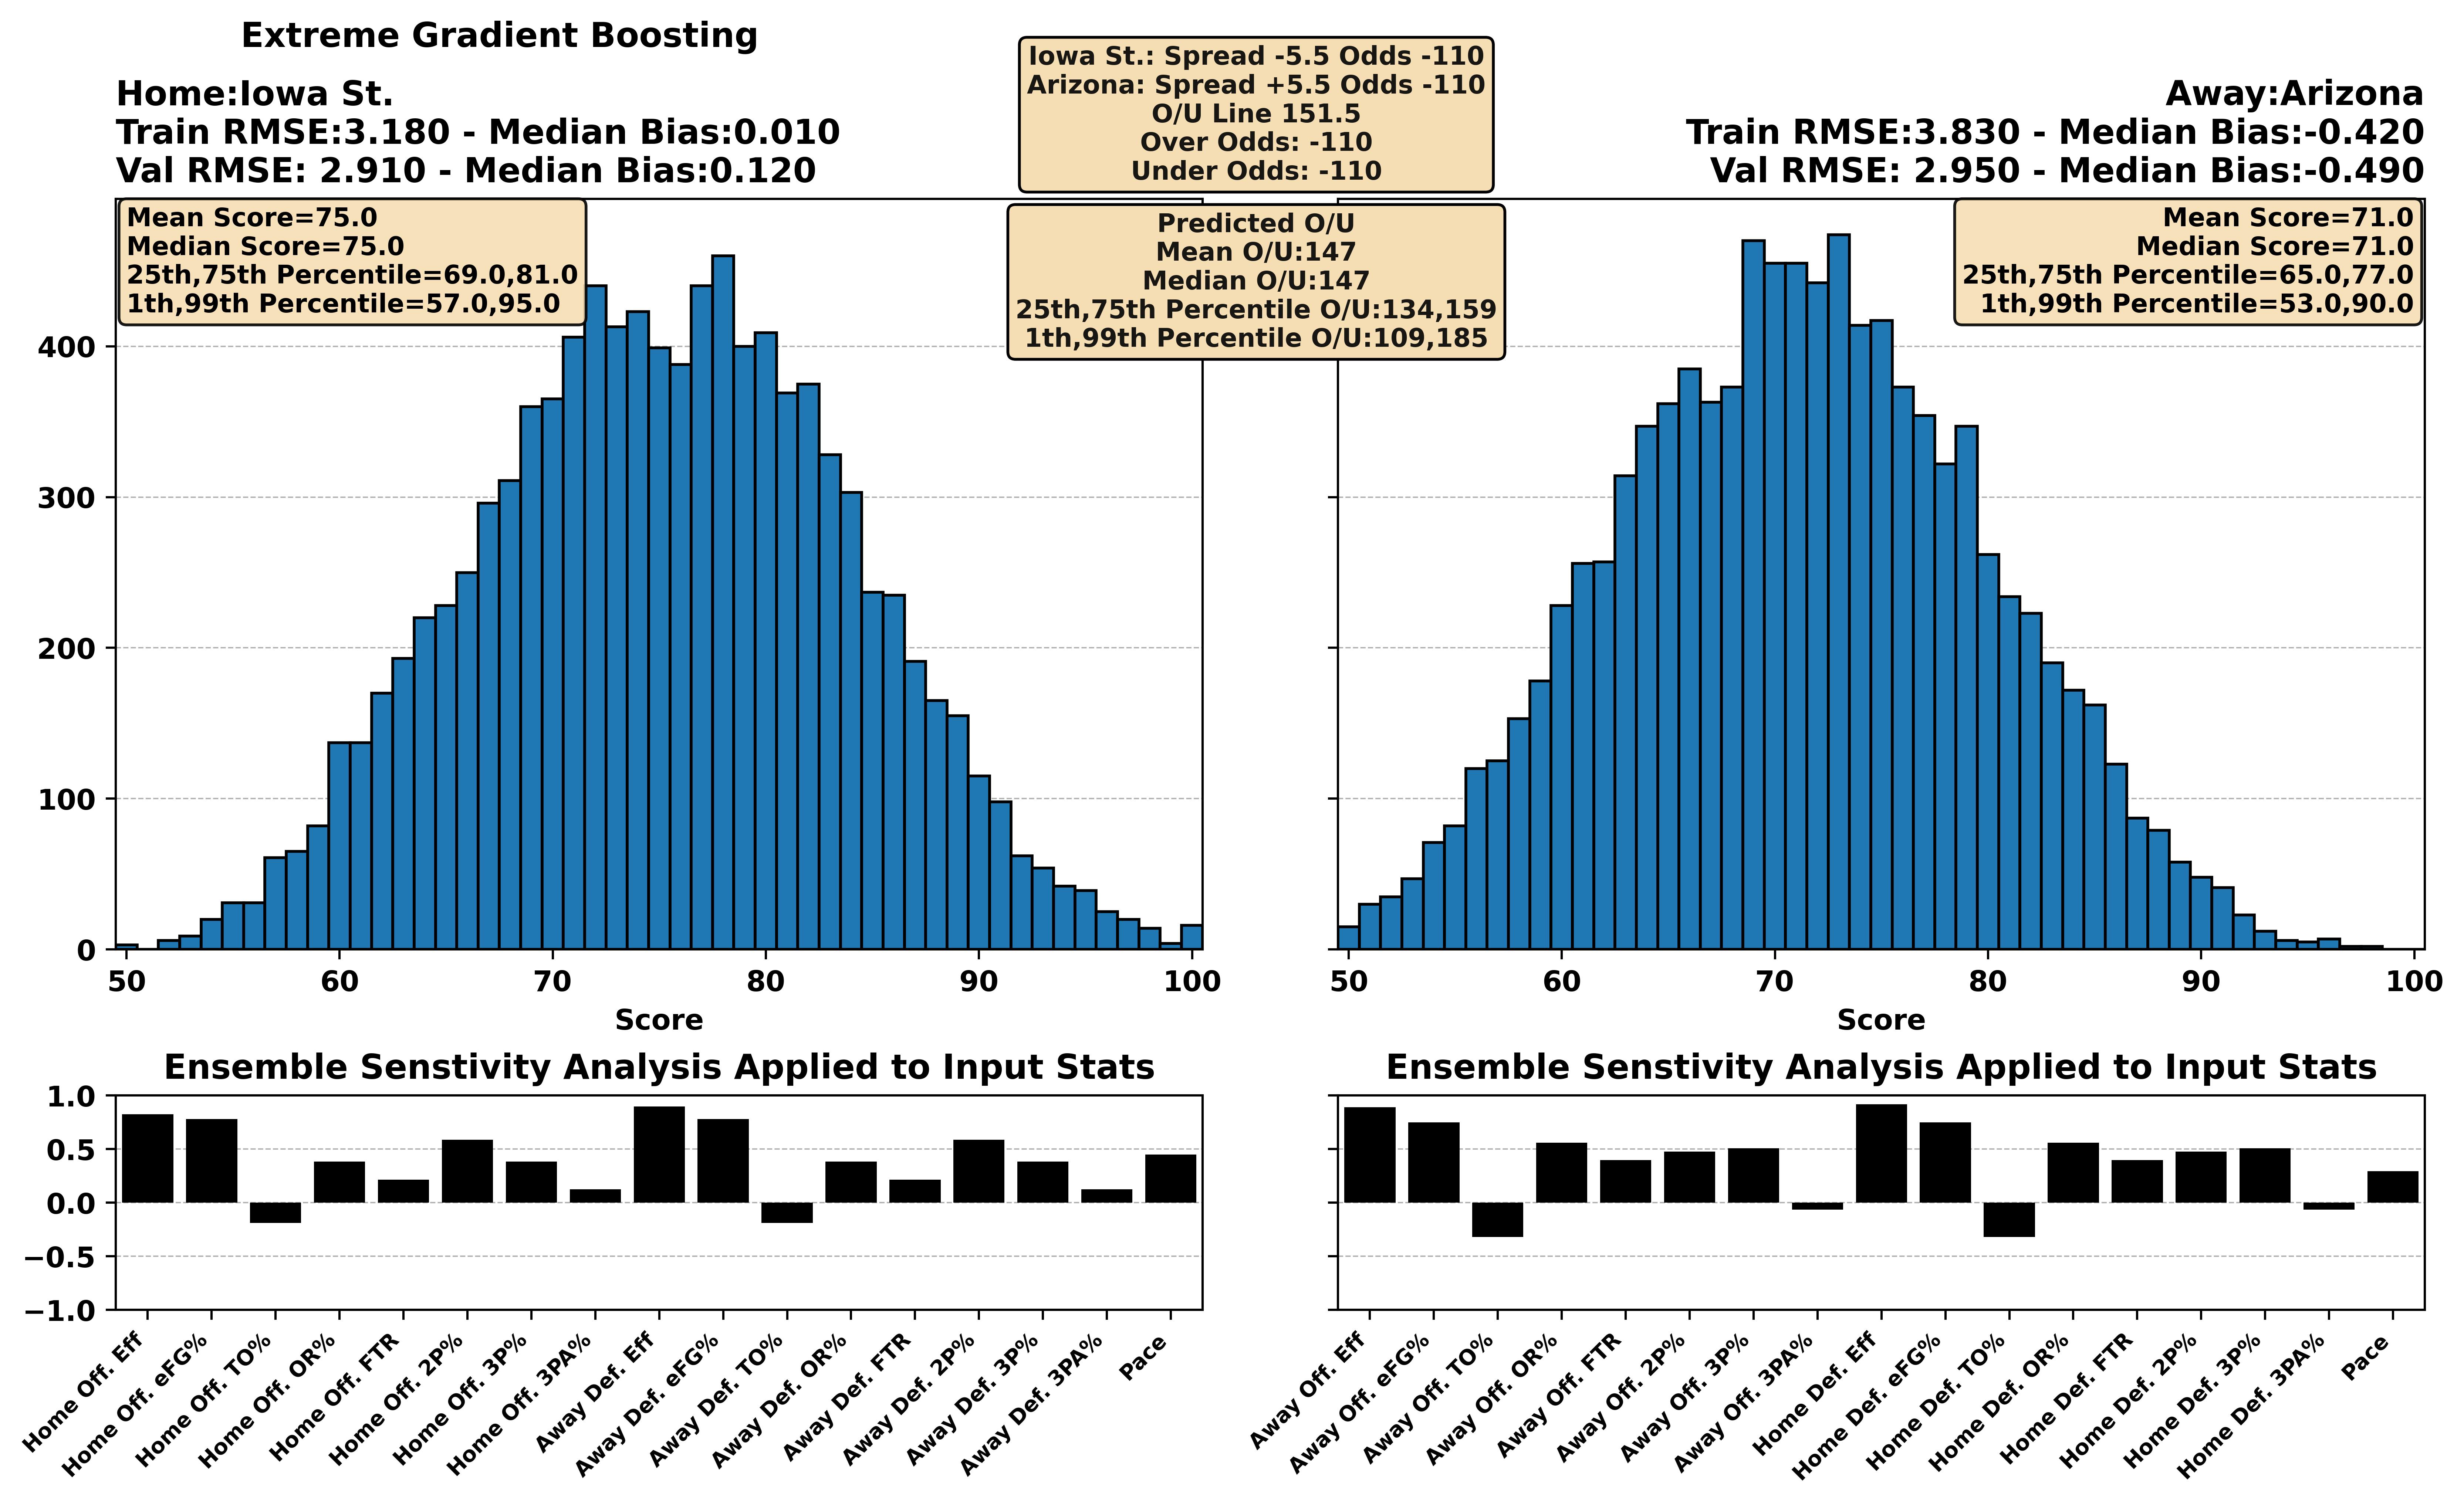 Extreme Gradient Boosting
Home:Iowa St.
Train RMSE:3.180 - Median Bias:0.010
Val RMSE: 2.910 - Median Bias:0.120
Iowa St.: Spread -5.5 Odds -110
Arizona: Spread +5.5 Odds -110
O/U Line 151.5
Over Odds: -110
Under Odds: -110
Away:Arizona
Train RMSE:3.830 - Median Bias:-0.420
Val RMSE: 2.950 - Median Bias:-0.490
Mean Score=75.0
Median Score=75.0
25th,75th Percentile=69.0,81.0
1th,99th Percentile=57.0,95.0
Predicted O/U
Mean O/U:147
Median O/U:147
25th,75th Percentile O/U:134,159
1th,99th Percentile O/U:109,185
Mean Score=71.0
Median Score=71.0
25th,75th Percentile=65.0,77.0
1th,99th Percentile=53.0,90.0
400
300
200
100
0
50 60 70 80 90 100
Score
50 60 70 80 90 100
Score
Ensemble Senstivity Analysis Applied to Input Stats
1.0
0.5
0.0
−0.5
−1.0
Home Off. Eff
Home Off. eFG%
Home Off. TO%
Home Off. OR%
Home Off. FTR
Home Off. 2P%
Home Off. 3P%
Home Off. 3PA%
Away Def. Eff
Away Def. eFG%
Away Def. TO%
Away Def. OR%
Away Def. FTR
Away Def. 2P%
Away Def. 3P%
Away Def. 3PA%
Pace
Ensemble Senstivity Analysis Applied to Input Stats
Away Off. Eff
Away Off. eFG%
Away Off. TO%
Away Off. OR%
Away Off. FTR
Away Off. 2P%
Away Off. 3P%
Away Off. 3PA%
Home Def. Eff
Home Def. eFG%
Home Def. TO%
Home Def. OR%
Home Def. FTR
Home Def. 2P%
Home Def. 3P%
Home Def. 3PA%
Pace